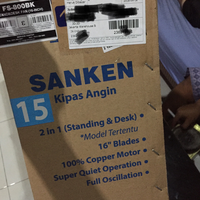 FS-800BK
SANKEN
15 Kipas Angin
2 in 1 (Standing & Desk)
*Model Tertentu
16" Blades
100% Copper Motor
Super Quiet Operation
Full Oscillation